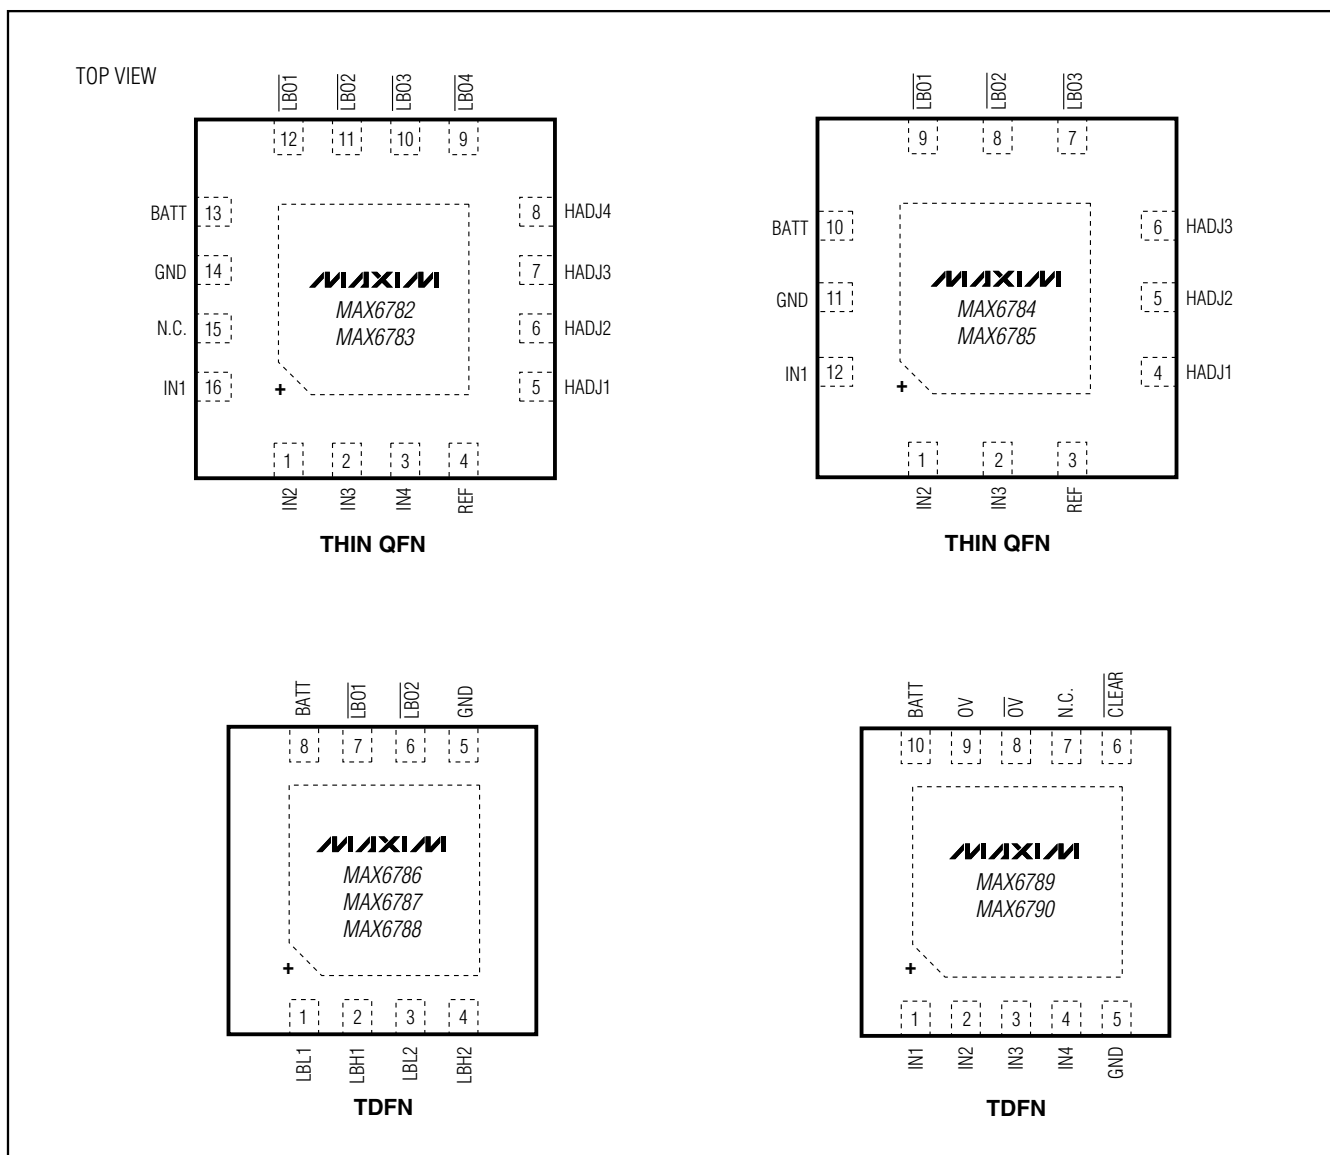 TOP VIEW
LBO1 LBO2 LBO3 LBO4
12 11 10 9
BATT 13
GND 14
N.C. 15
IN1 16
8 HADJ4
7 HADJ3
6 HADJ2
5 HADJ1
MAXIM
MAX6782
MAX6783
+
1 2 3 4
IN2 IN3 IN4 REF
THIN QFN
LBO1 LBO2 LBO3
9 8 7
BATT 10
GND 11
IN1 12
6 HADJ3
5 HADJ2
4 HADJ1
MAXIM
MAX6784
MAX6785
+
1 2 3
IN2 IN3 REF
THIN QFN
BATT LBO1 LBO2 GND
8 7 6 5
MAXIM
MAX6786
MAX6787
MAX6788
+
1 2 3 4
LBL1 LBH1 LBL2 LBH2
TDFN
BATT OV OV N.C. CLEAR
10 9 8 7 6
MAXIM
MAX6789
MAX6790
+
1 2 3 4 5
IN1 IN2 IN3 IN4 GND
TDFN